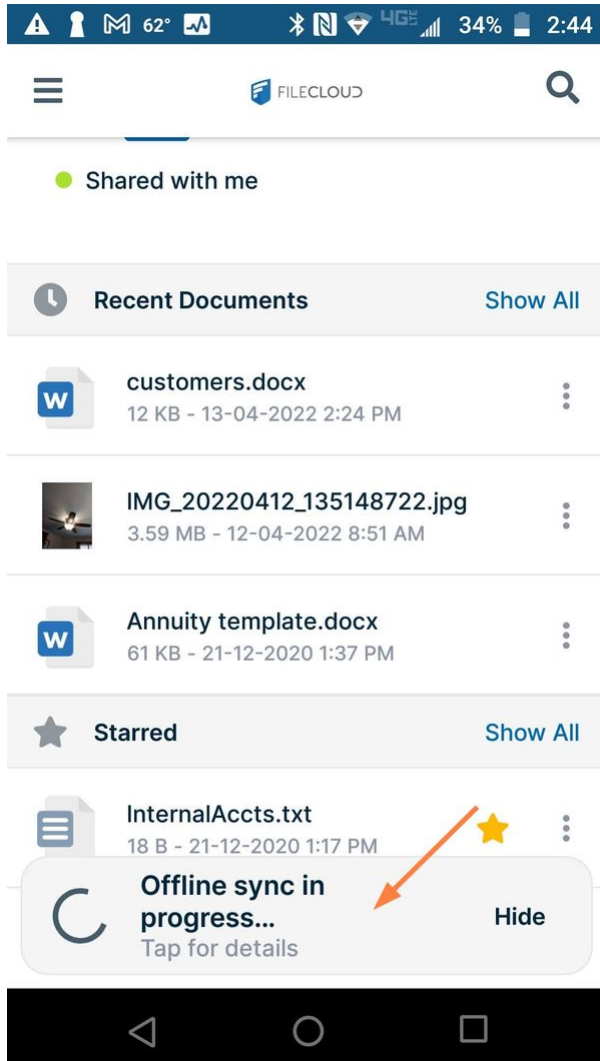 62° 4G LTE 34% 2:44
FILECLOUD
Shared with me
Recent Documents Show All
W customers.docx
12 KB - 13-04-2022 2:24 PM
IMG_20220412_135148722.jpg
3.59 MB - 12-04-2022 8:51 AM
W Annuity template.docx
61 KB - 21-12-2020 1:37 PM
Starred Show All
InternalAccts.txt
18 B - 21-12-2020 1:17 PM
Offline sync in
progress... Hide
Tap for details